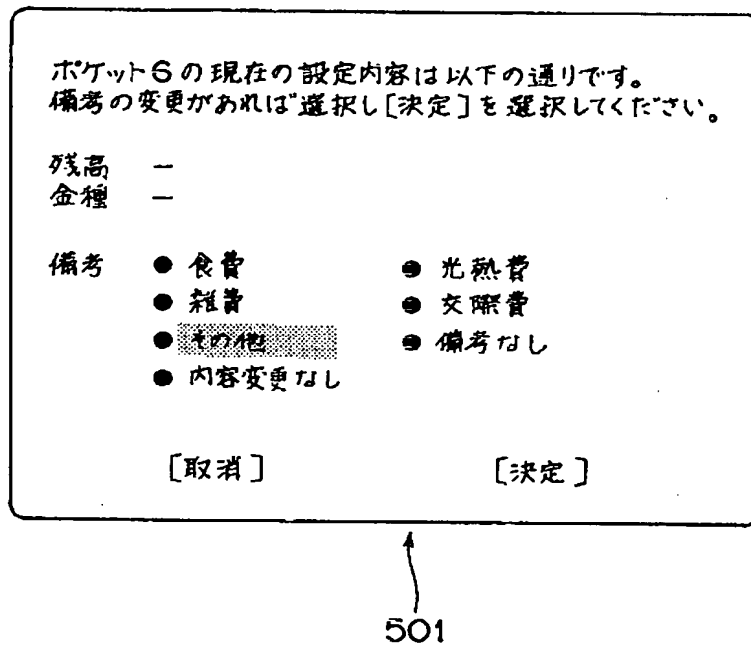 ポケット6の現在の設定内容は以下の通りです。
備考の変更があれば選択し[決定]を選択してください。
残高 ー
金種 ー
備考 ● 食費 ● 光熱費
● 雑費 ● 交際費
● その他 ● 備考なし
● 内容変更なし
[取消] [決定]
501